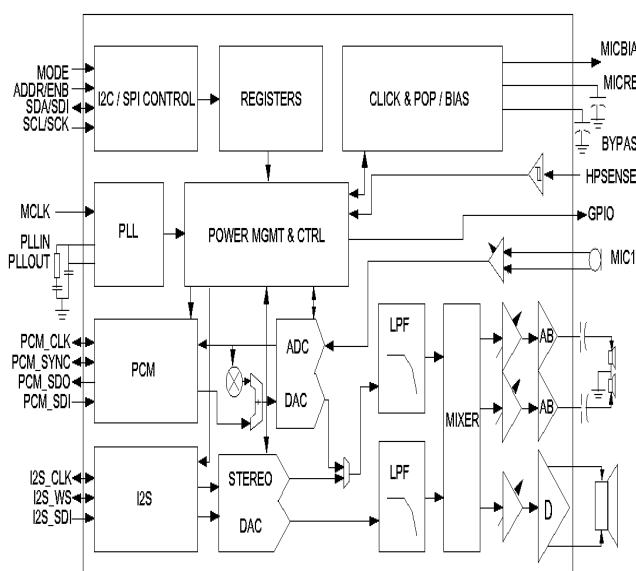 MICBIA
MODE
ADDR/ENB
SDA/SDI
SCL/SCK
I2C / SPI CONTROL
REGISTERS
CLICK & POP / BIAS
MICRE
BYPAS
HPSENSE
MCLK
PLLIN
PLLOUT
PLL
POWER MGMT & CTRL
GPIO
MIC1
PCM_CLK
PCM_SYNC
PCM_SDO
PCM_SDI
PCM
ADC
DAC
LPF
MIXER
AB
AB
I2S_CLK
I2S_WS
I2S_SDI
I2S
STEREO
DAC
LPF
D